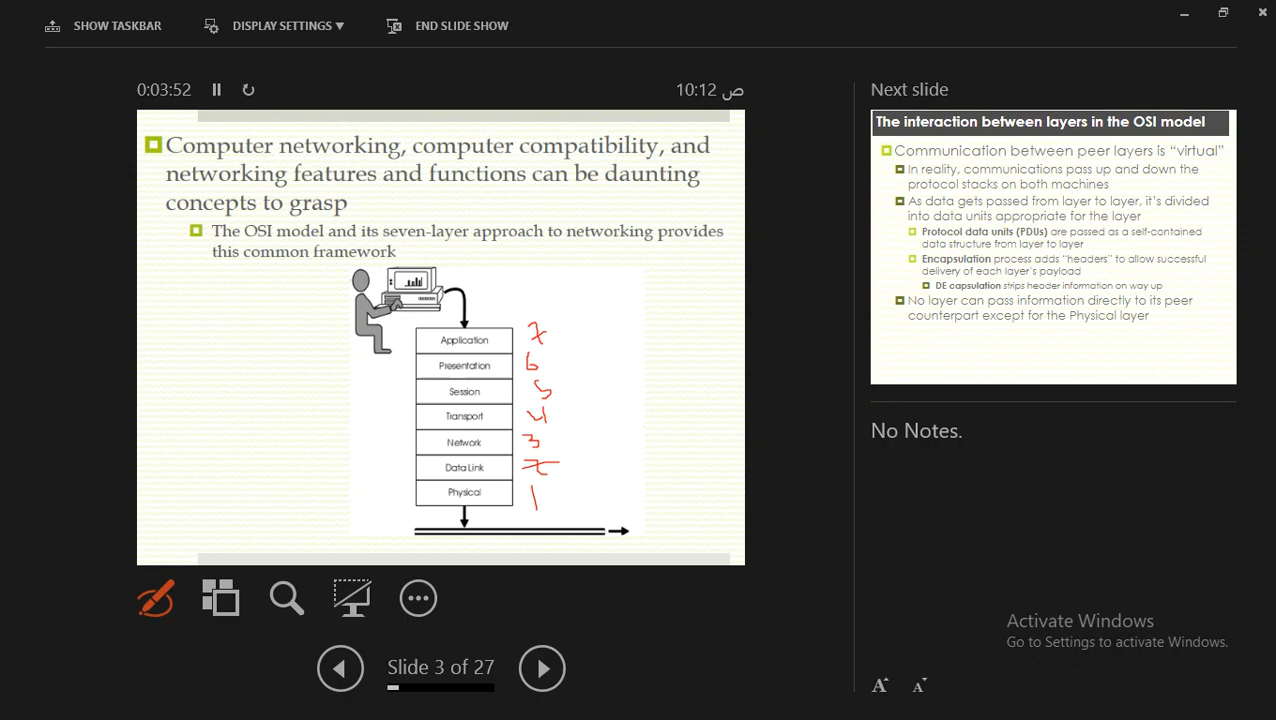 SHOW TASKBAR
DISPLAY SETTINGS ▼
END SLIDE SHOW
0:03:52
10:12 ص
Computer networking, computer compatibility, and
networking features and functions can be daunting
concepts to grasp
The OSI model and its seven-layer approach to networking provides
this common framework
Application 7
Presentation 6
Session 5
Transport 4
Network 3
Data Link 2
Physical 1
Slide 3 of 27
Next slide
The interaction between layers in the OSI model
Communication between peer layers is “virtual”
In reality, communications pass up and down the
protocol stacks on both machines
As data gets passed from layer to layer, it’s divided
into data units appropriate for the layer
Protocol data units (PDUs) are passed as a self-contained
data structure from layer to layer
Encapsulation process adds “headers” to allow successful
delivery of each layer’s payload
DE capsulation strips header information on way up
No layer can pass information directly to its peer
counterpart except for the Physical layer
No Notes.
Activate Windows
Go to Settings to activate Windows.
A A